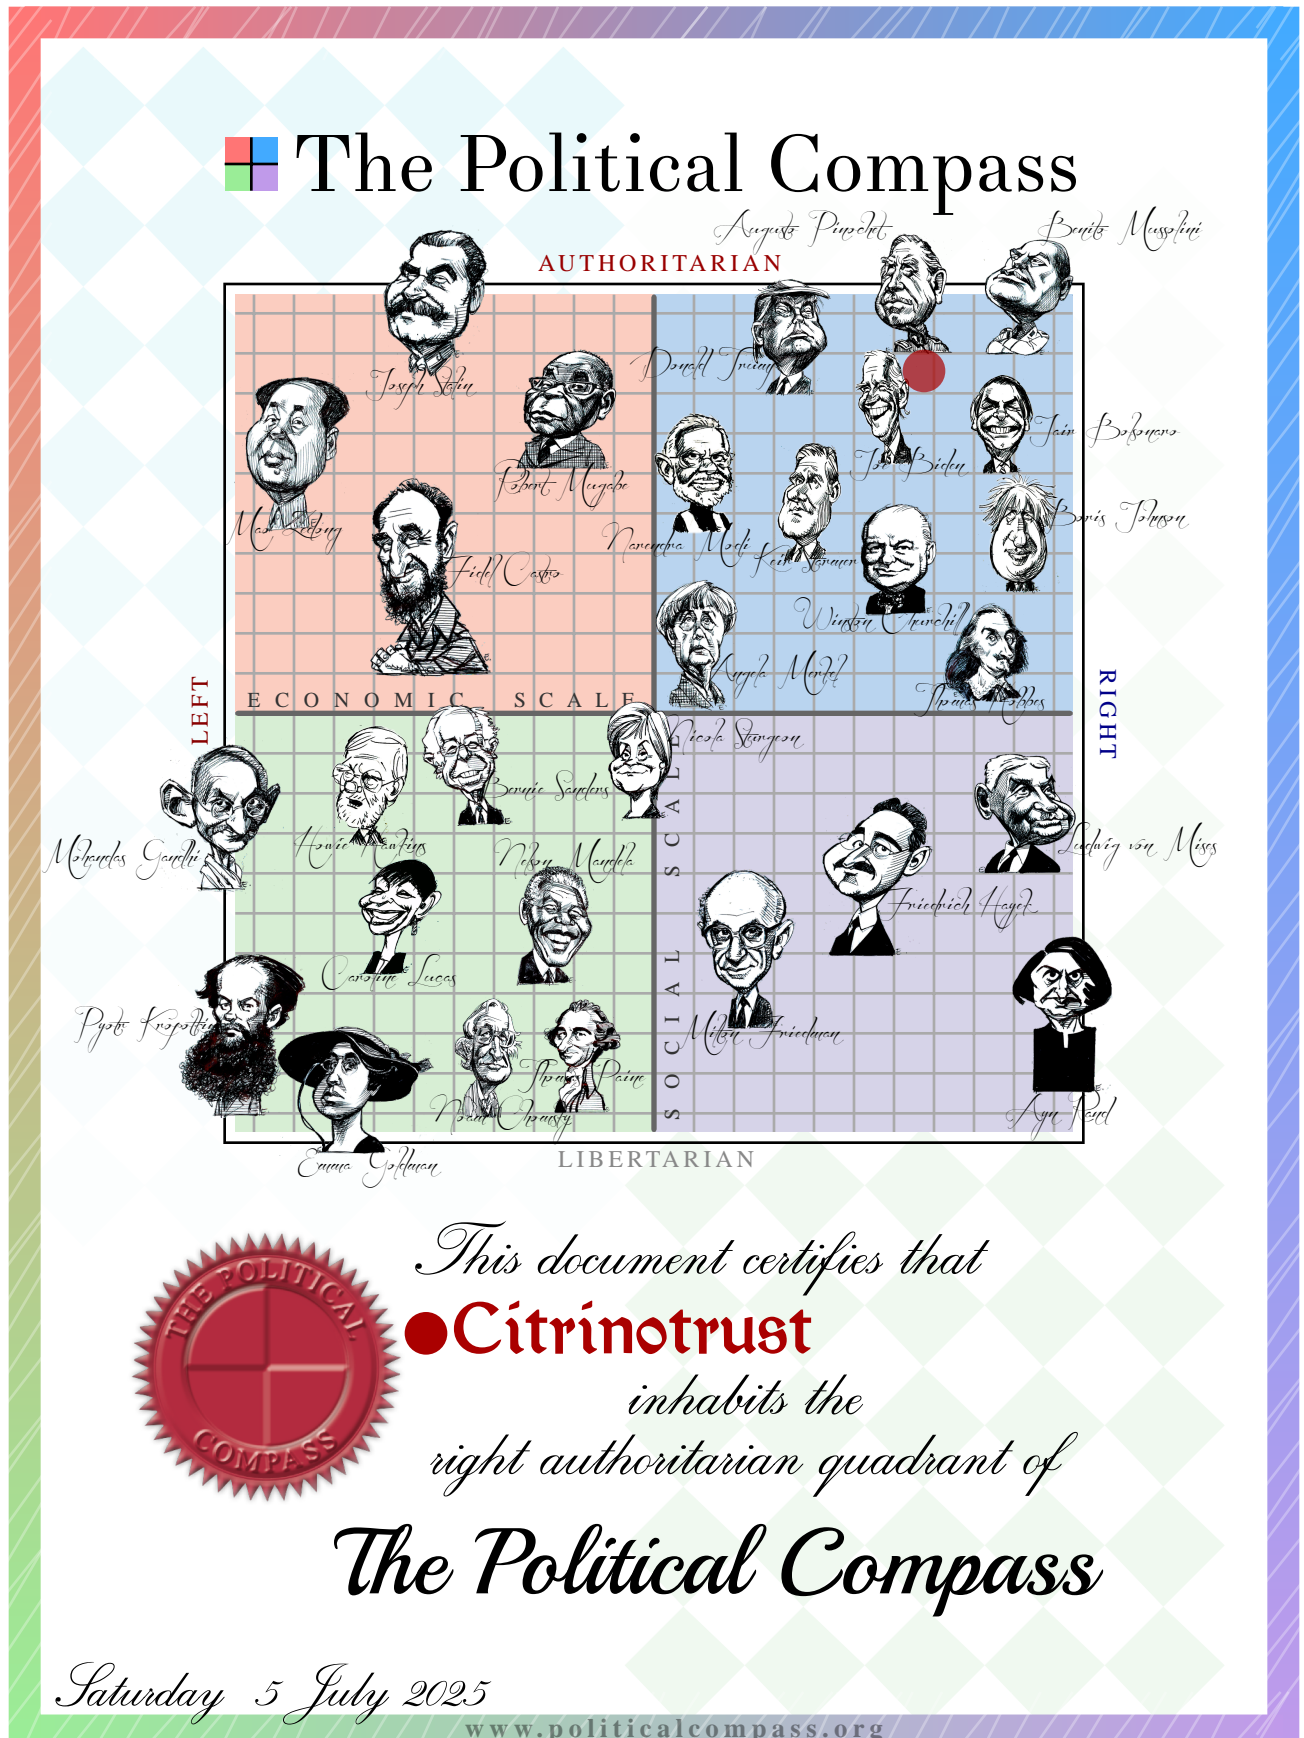 The Political Compass
Augusto Pinochet
Benito Mussolini
AUTHORITARIAN
Donald Trump
Joseph Stalin
Jair Bolsonaro
Joe Biden
Robert Mugabe
Boris Johnson
Mao Zedong
Narendra Modi
Keir Starmer
Fidel Castro
Winston Churchill
Angela Merkel
Thomas Hobbes
ECONOMIC SCALE
LEFT
RIGHT
Nicola Sturgeon
Bernie Sanders
Howie Hawkins
Nelson Mandela
Mohandas Gandhi
Ludwig von Mises
Friedrich Hayek
SOCIAL SCALE
Caroline Lucas
Pyotr Kropotkin
Milton Friedman
Thomas Paine
Noam Chomsky
Ayn Rand
Emma Goldman
LIBERTARIAN
THE POLITICAL
COMPASS
This document certifies that
Citrinotrust
inhabits the
right authoritarian quadrant of
The Political Compass
Saturday 5 July 2025
www.politicalcompass.org